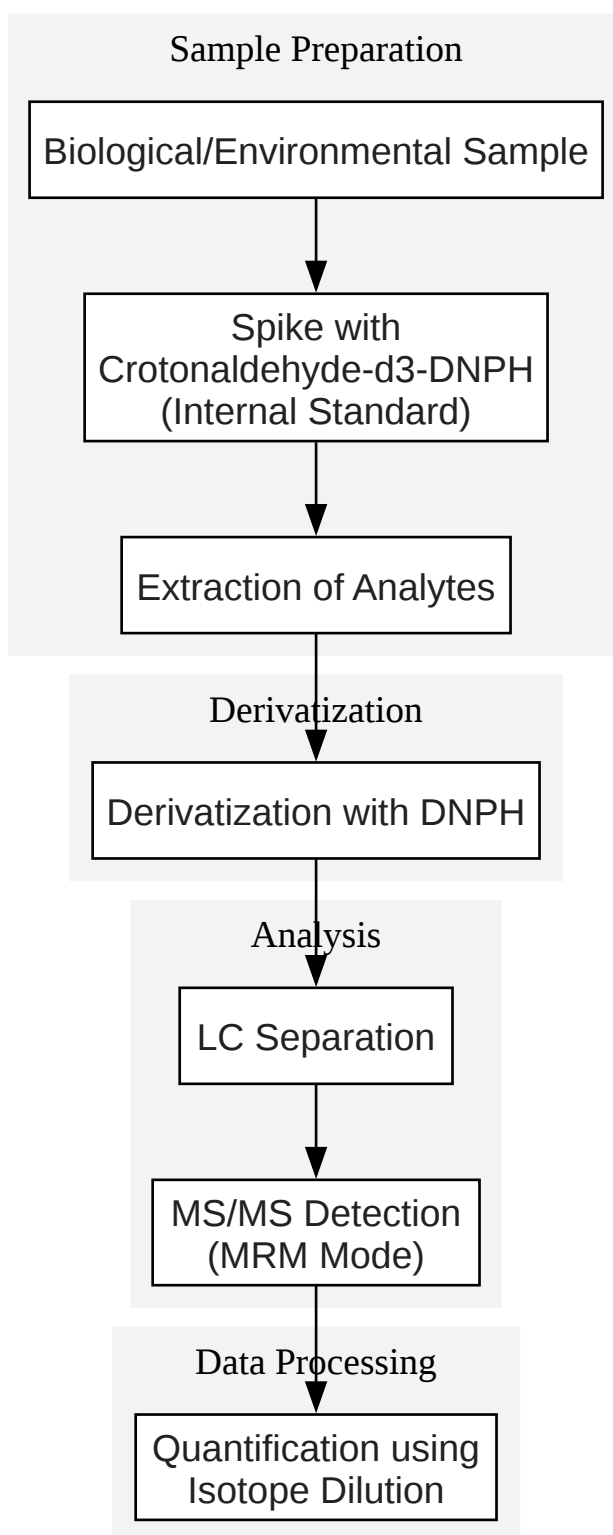 Sample Preparation
Biological/Environmental Sample
Spike with
Crotonaldehyde-d3-DNPH
(Internal Standard)
Extraction of Analytes
Derivatization
Derivatization with DNPH
Analysis
LC Separation
MS/MS Detection
(MRM Mode)
Data Processing
Quantification using
Isotope Dilution